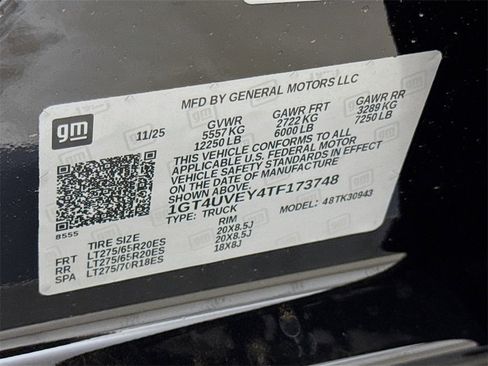 MFD BY GENERAL MOTORS LLC
gm
11/25
GVWR GAWR FRT GAWR RR
5557 KG 2722 KG 3289 KG
12250 LB 6000 LB 7250 LB
THIS VEHICLE CONFORMS TO ALL
APPLICABLE U.S. FEDERAL MOTOR
VEHICLE SAFETY STANDARDS IN EFFECT
ON THE DATE OF MANUFACTURE
SHOWN ABOVE.
1GT4UVEY4TF173748
TYPE: TRUCK MODEL: 48TK30943
8555
TIRE SIZE RIM
FRT LT275/65R20ES 20X8.5J
RR LT275/65R20ES 20X8.5J
SPA LT275/70R18ES 18X8J